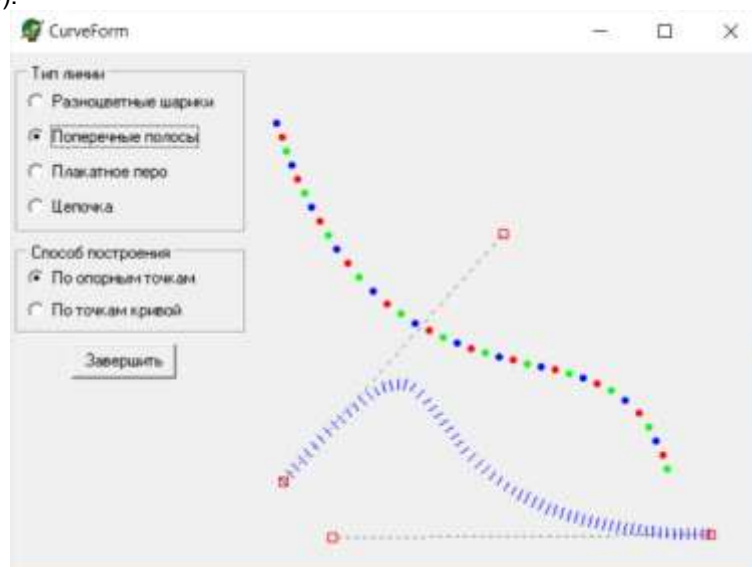 ).
CurveForm
Тип линии
Разноцветные шарики
Поперечные полосы
Плакатное перо
Цепочка
Способ построения
По опорным точкам
По точкам кривой
Завершить